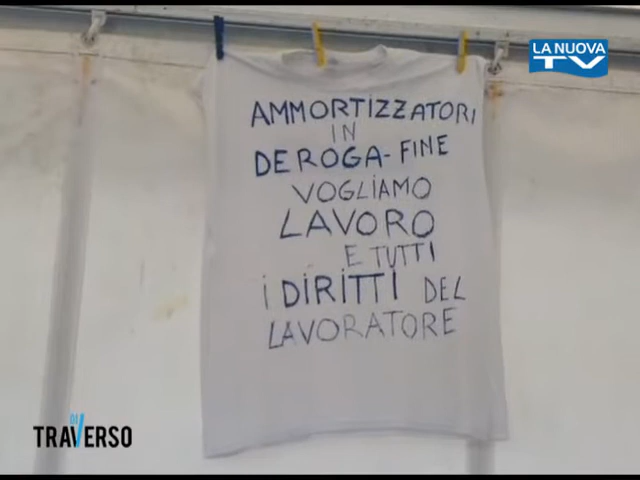 LA NUOVA
TV
AMMORTIZZATORI
IN
DEROGA-FINE
VOGLIAMO
LAVORO
E TUTTI
I DIRITTI DEL
LAVORATORE
DI
TRAVERSO